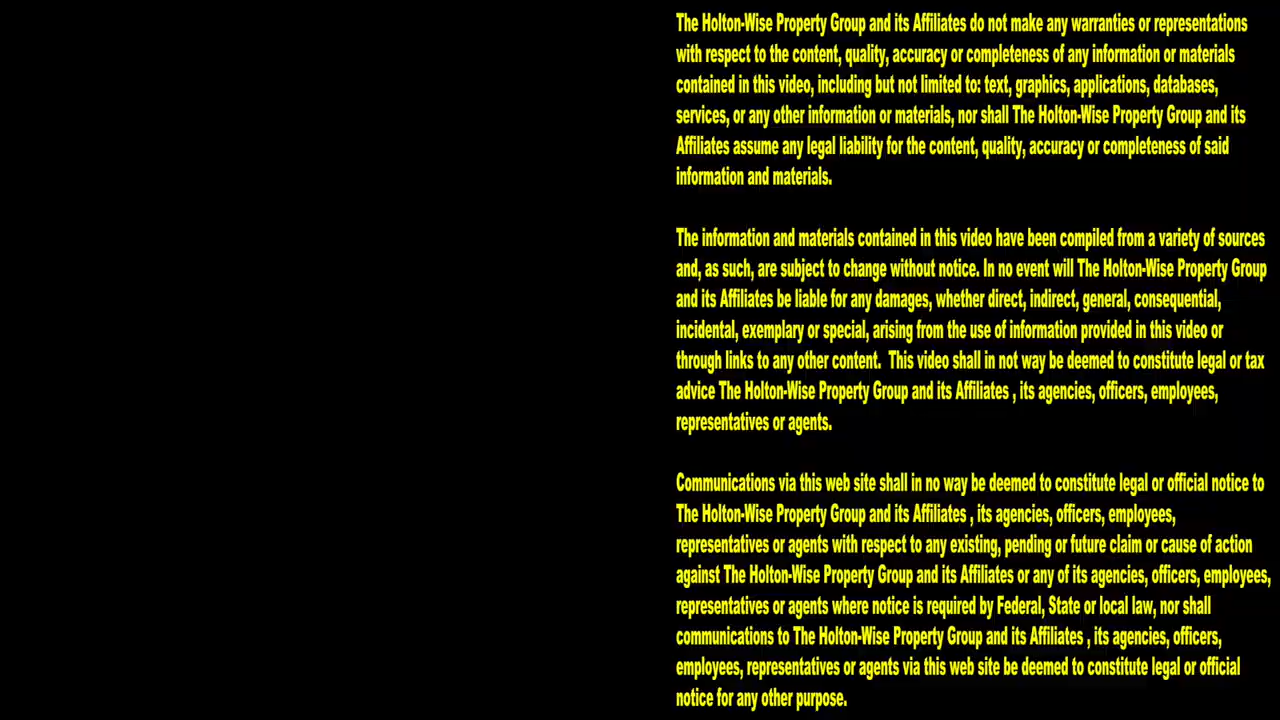 The Holton-Wise Property Group and its Affiliates do not make any warranties or representations
with respect to the content, quality, accuracy or completeness of any information or materials
contained in this video, including but not limited to: text, graphics, applications, databases,
services, or any other information or materials, nor shall The Holton-Wise Property Group and its
Affiliates assume any legal liability for the content, quality, accuracy or completeness of said
information and materials.
The information and materials contained in this video have been compiled from a variety of sources
and, as such, are subject to change without notice. In no event will The Holton-Wise Property Group
and its Affiliates be liable for any damages, whether direct, indirect, general, consequential,
incidental, exemplary or special, arising from the use of information provided in this video or
through links to any other content.  This video shall in not way be deemed to constitute legal or tax
advice The Holton-Wise Property Group and its Affiliates , its agencies, officers, employees,
representatives or agents.
Communications via this web site shall in no way be deemed to constitute legal or official notice to
The Holton-Wise Property Group and its Affiliates , its agencies, officers, employees,
representatives or agents with respect to any existing, pending or future claim or cause of action
against The Holton-Wise Property Group and its Affiliates or any of its agencies, officers, employees,
representatives or agents where notice is required by Federal, State or local law, nor shall
communications to The Holton-Wise Property Group and its Affiliates , its agencies, officers,
employees, representatives or agents via this web site be deemed to constitute legal or official
notice for any other purpose.